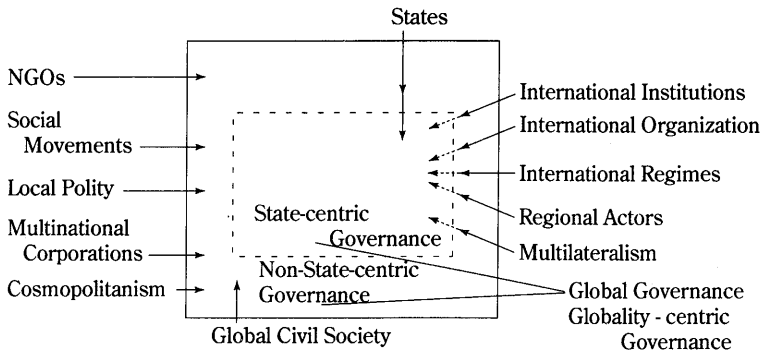 States
NGOs
Social
Movements
Local Polity
Multinational
Corporations
Cosmopolitanism
State-centric
Governance
Non-State-centric
Governance
Global Civil Society
International Institutions
International Organization
International Regimes
Regional Actors
Multilateralism
Global Governance
Globality - centric
Governance